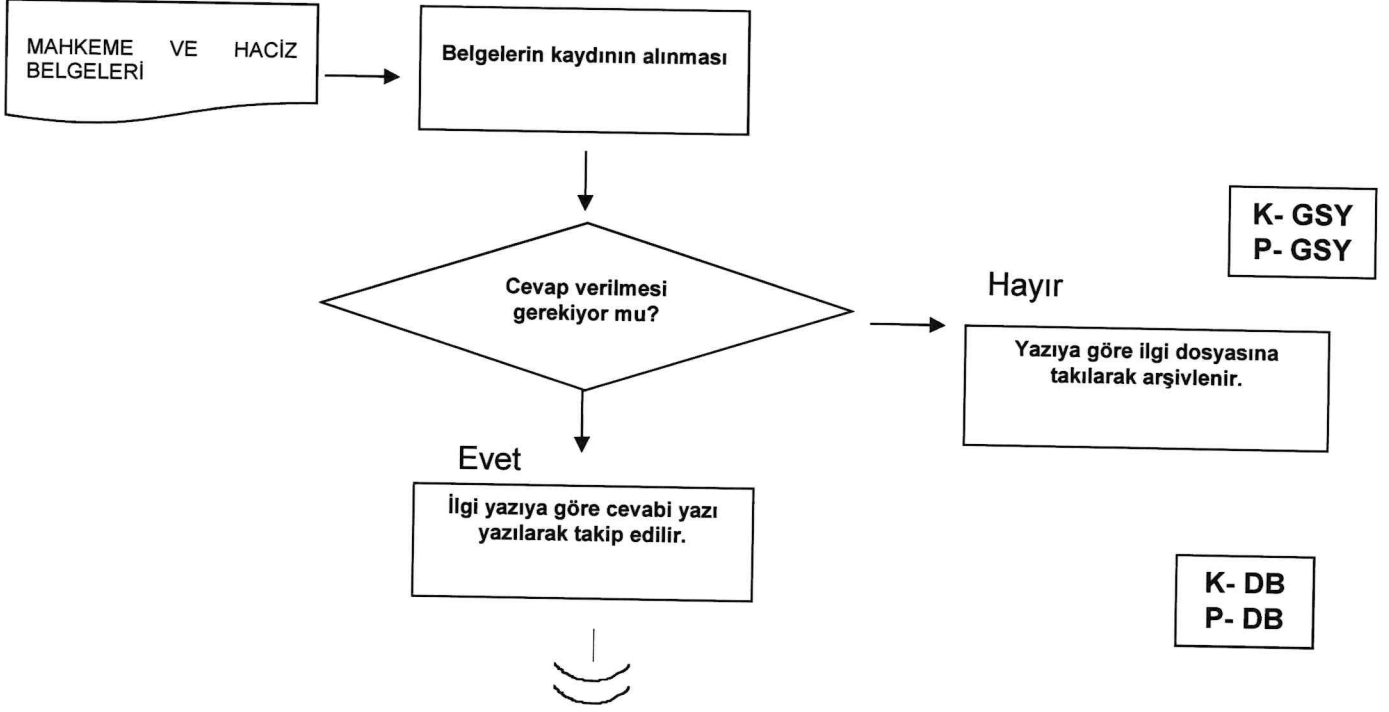 MAHKEME VE HACİZ
BELGELERİ
Belgelerin kaydının alınması
Cevap verilmesi
gerekiyor mu?
K- GSY
P- GSY
Hayır
Yazıya göre ilgi dosyasına
takılarak arşivlenir.
Evet
İlgi yazıya göre cevabi yazı
yazılarak takip edilir.
K- DB
P- DB